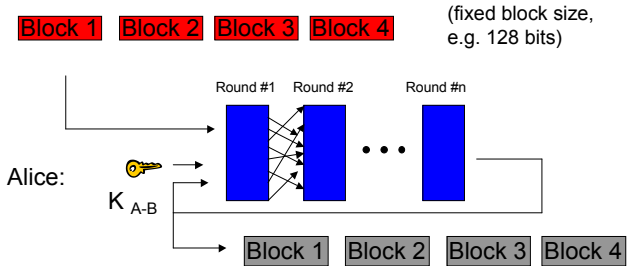 Block 1 Block 2 Block 3 Block 4
(fixed block size,
e.g. 128 bits)
Round #1 Round #2 Round #n
Alice:
K A-B
Block 1 Block 2 Block 3 Block 4